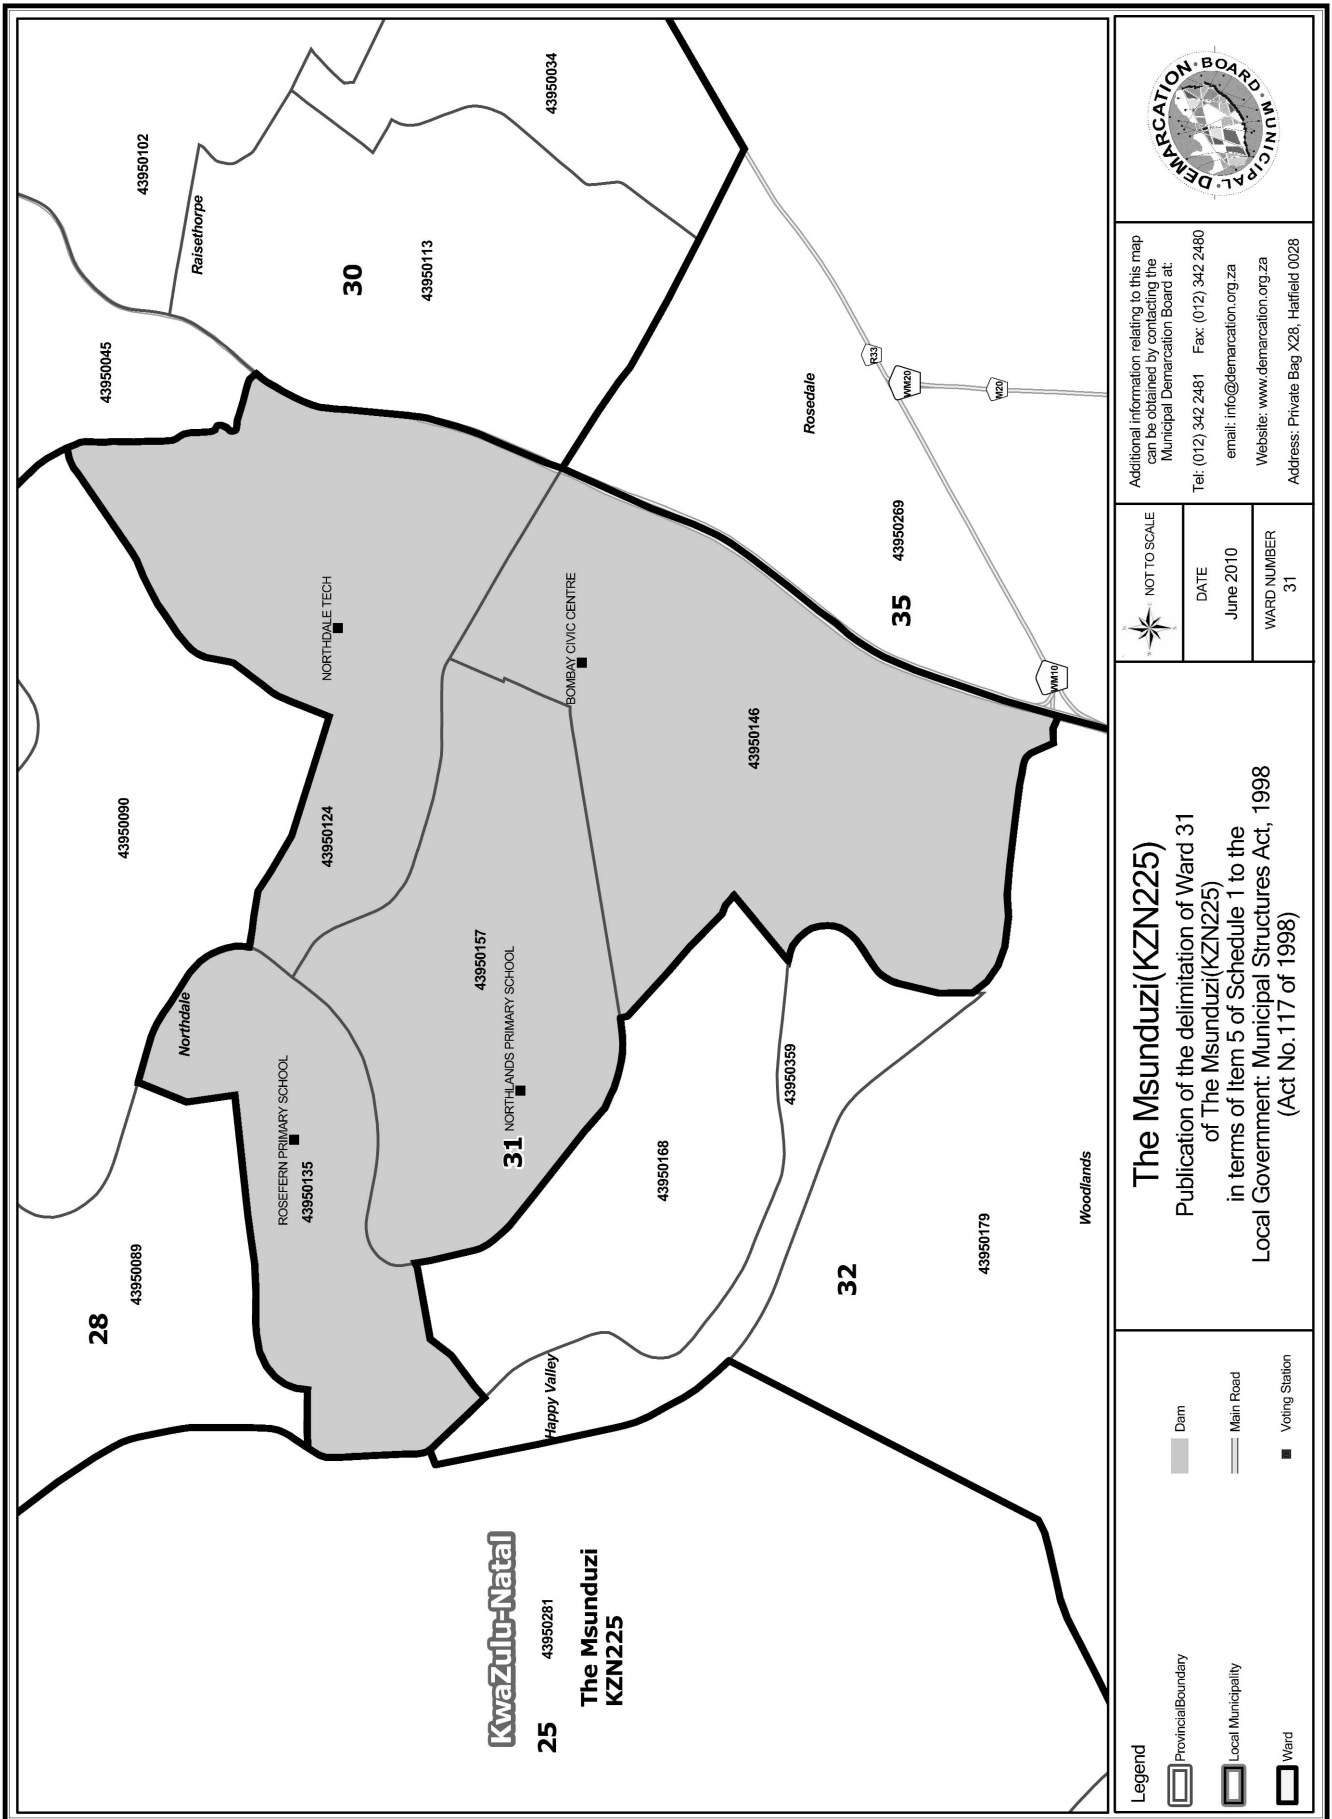 43950102
43950034
Raisethorpe
30
43950113
43950045
R33
WM20
M20
Rosedale
43950269
35
WM10
NORTHDALE TECH
BOMBAY CIVIC CENTRE
43950146
43950090
43950124
43950157
NORTHLANDS PRIMARY SCHOOL
31
Northdale
ROSEFERN PRIMARY SCHOOL
43950135
43950359
43950168
43950089
28
32
43950179
Woodlands
Happy Valley
KwaZulu-Natal
25
43950281
The Msunduzi
KZN225
Legend
ProvincialBoundary
Local Municipality
Ward
Dam
Main Road
Voting Station
The Msunduzi(KZN225)
Publication of the delimitation of Ward 31
of The Msunduzi(KZN225)
in terms of Item 5 of Schedule 1 to the
Local Government: Municipal Structures Act, 1998
(Act No.117 of 1998)
NOT TO SCALE
DATE
June 2010
WARD NUMBER
31
Additional information relating to this map
can be obtained by contacting the
Municipal Demarcation Board at:
Tel: (012) 342 2481 Fax: (012) 342 2480
email: info@demarcation.org.za
Website: www.demarcation.org.za
Address: Private Bag X28, Hatfield 0028
MUNICIPAL • DEMARCATION • BOARD •